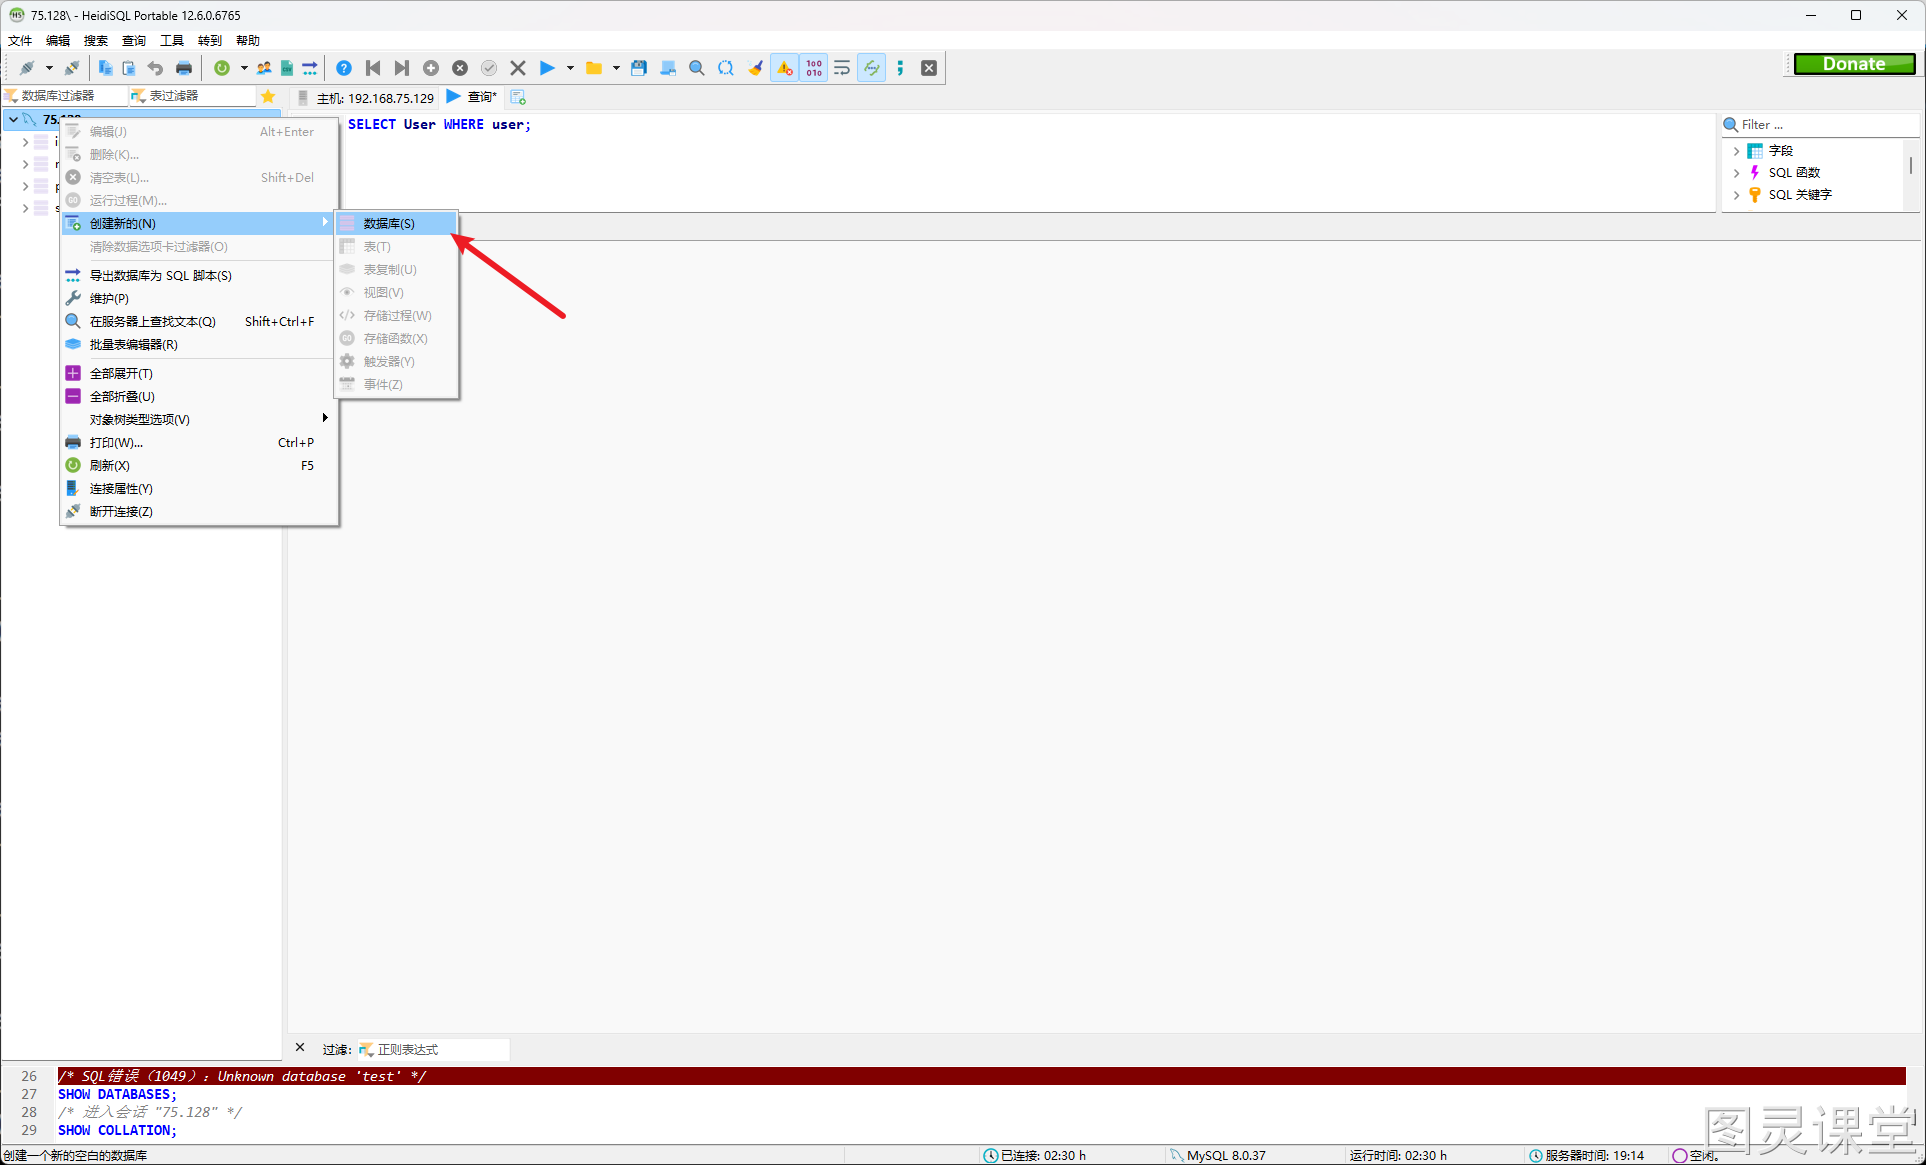 75.128\ - HeidiSQL Portable 12.6.0.6765
文件 编辑 搜索 查询 工具 转到 帮助
Donate
数据库过滤器 表过滤器 主机: 192.168.75.129 查询*
SELECT User WHERE user;
Filter ...
字段
SQL 函数
SQL 关键字
编辑(J) Alt+Enter
删除(K)...
清空表(L)... Shift+Del
运行过程(M)...
创建新的(N)
清除数据选项卡过滤器(O)
导出数据库为 SQL 脚本(S)
维护(P)
在服务器上查找文本(Q) Shift+Ctrl+F
批量表编辑器(R)
全部展开(T)
全部折叠(U)
对象树类型选项(V)
打印(W)... Ctrl+P
刷新(X) F5
连接属性(Y)
断开连接(Z)
数据库(S)
表(T)
表复制(U)
视图(V)
存储过程(W)
存储函数(X)
触发器(Y)
事件(Z)
过滤: 正则表达式
26 /* SQL错误（1049）：Unknown database 'test' */
27 SHOW DATABASES;
28 /* 进入会话 "75.128" */
29 SHOW COLLATION;
创建一个新的空白的数据库 已连接: 02:30 h MySQL 8.0.37 运行时间: 02:30 h 服务器时间: 19:14 空闲。
图灵课堂